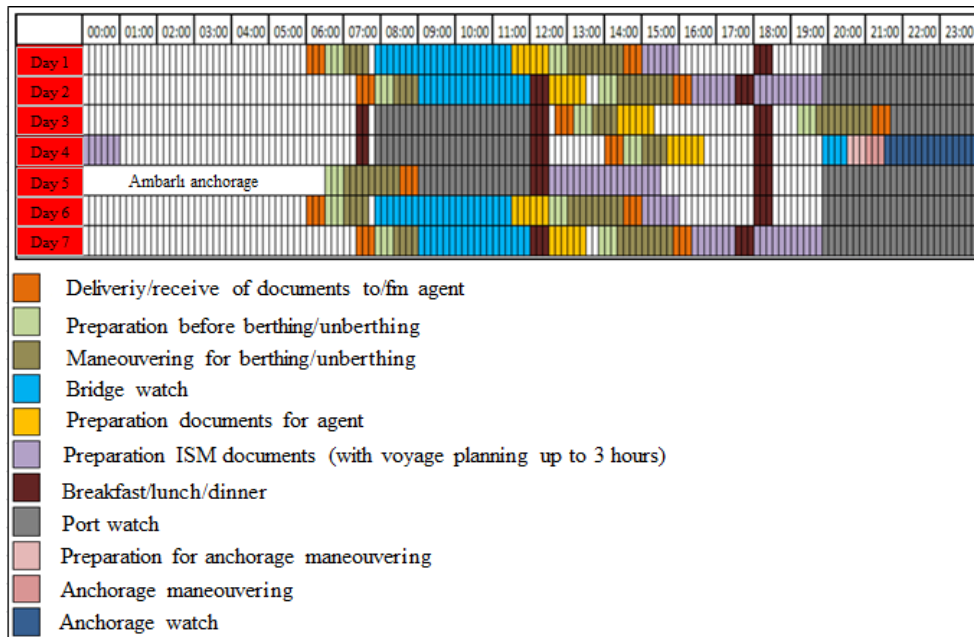 00:00 01:00 02:00 03:00 04:00 05:00 06:00 07:00 08:00 09:00 10:00 11:00 12:00 13:00 14:00 15:00 16:00 17:00 18:00 19:00 20:00 21:00 22:00 23:00
Day 1
Day 2
Day 3
Day 4
Day 5 Ambarlı anchorage
Day 6
Day 7
Deliveriy/receive of documents to/fm agent
Preparation before berthing/unberthing
Maneouvering for berthing/unberthing
Bridge watch
Preparation documents for agent
Preparation ISM documents (with voyage planning up to 3 hours)
Breakfast/lunch/dinner
Port watch
Preparation for anchorage maneouvering
Anchorage maneouvering
Anchorage watch